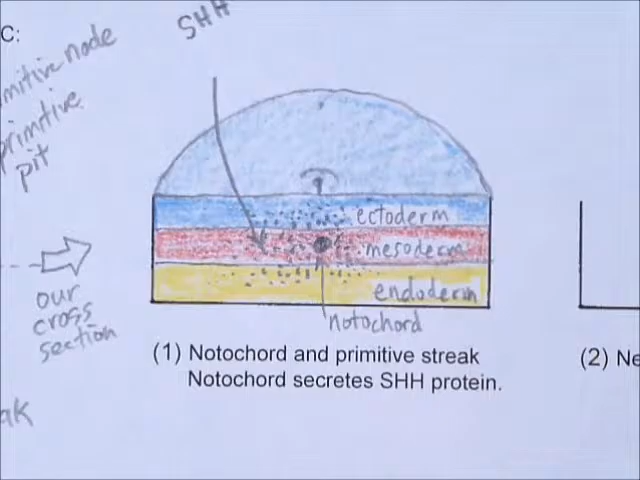 C:
SHH
mitive node
primitive
pit
ectoderm
mesoderm
endoderm
notochord
our
cross
section
(1) Notochord and primitive streak
Notochord secretes SHH protein.
(2) Ne
ak